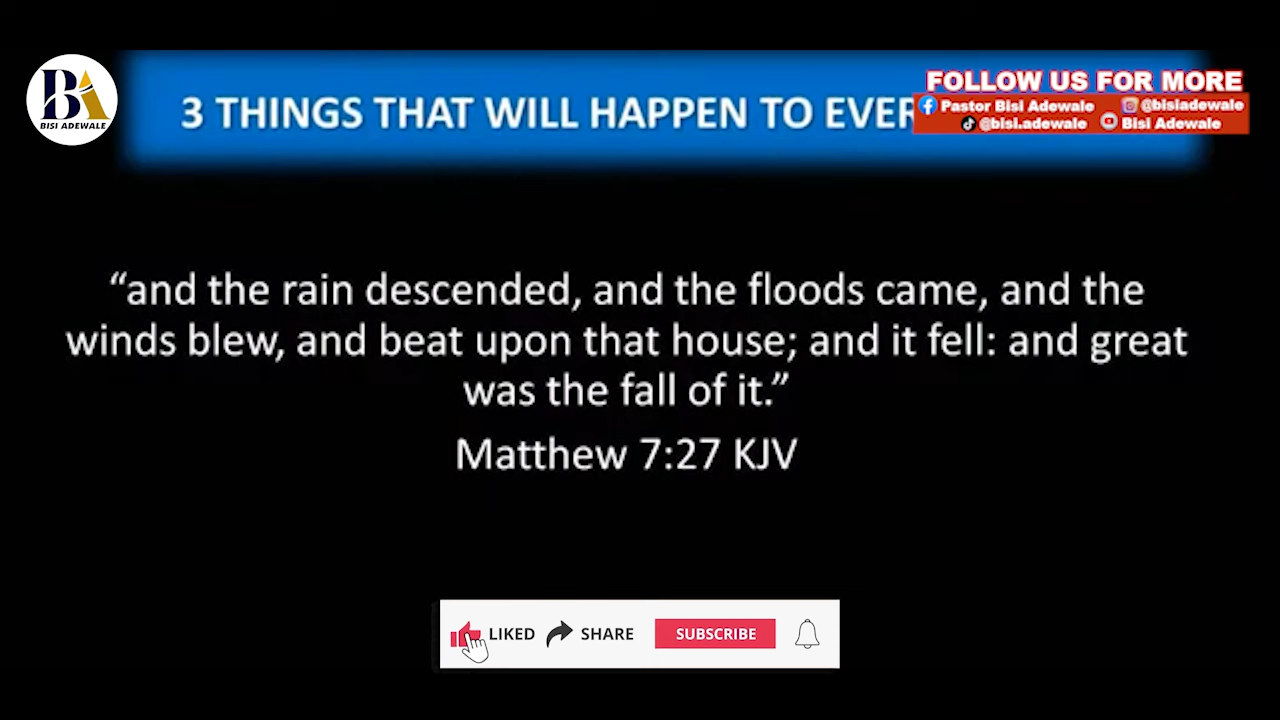 BA
BISI ADEWALE
3 THINGS THAT WILL HAPPEN TO EVER
FOLLOW US FOR MORE
Pastor Bisi Adewale @bisiadewale
@bisi.adewale Bisi Adewale
“and the rain descended, and the floods came, and the
winds blew, and beat upon that house; and it fell: and great
was the fall of it.”
Matthew 7:27 KJV
LIKED SHARE SUBSCRIBE